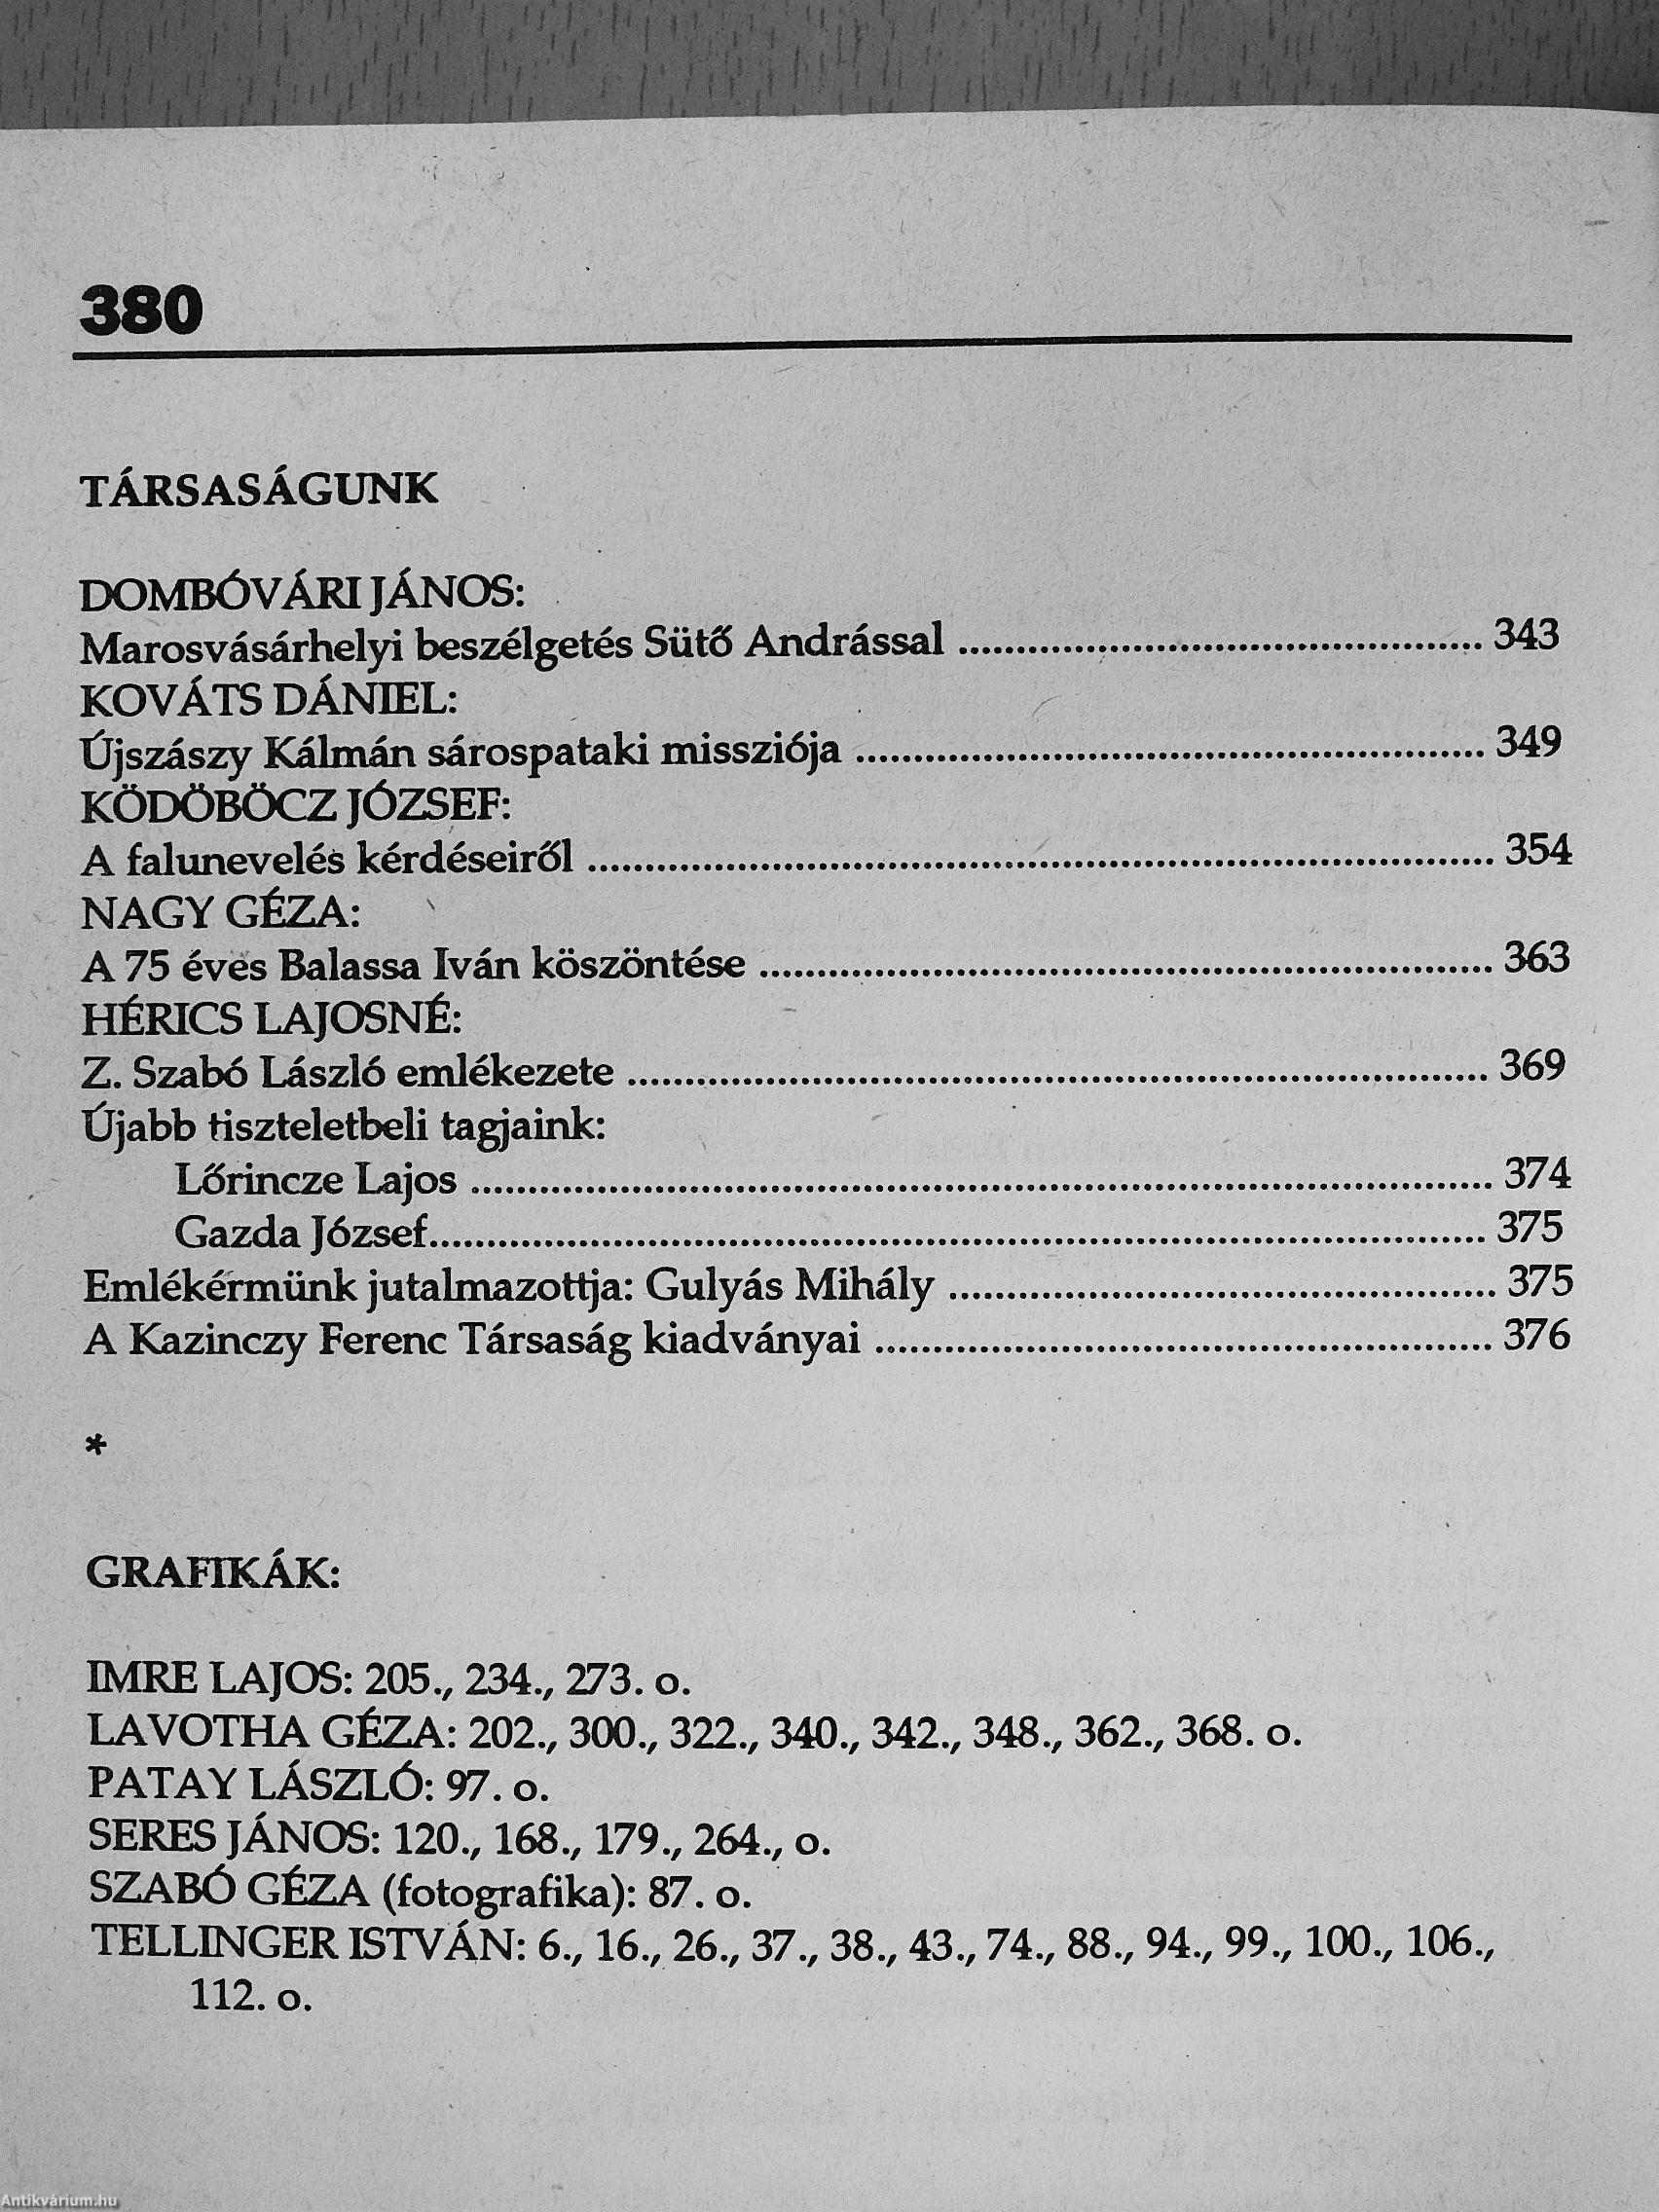 380
TÁRSASÁGUNK
DOMBÓVÁRI JÁNOS:
Marosvásárhelyi beszélgetés Sütő Andrással ........ 343
KOVÁTS DÁNIEL:
Újszászy Kálmán sárospataki missziója ........ 349
KÖDÖBÖCZ JÓZSEF:
A falunevelés kérdéseiről ........ 354
NAGY GÉZA:
A 75 éves Balassa Iván köszöntése ........ 363
HÉRICS LAJOSNÉ:
Z. Szabó László emlékezete ........ 369
Újabb tiszteletbeli tagjaink:
Lőrincze Lajos ........ 374
Gazda József ........ 375
Emlékérmünk jutalmazottja: Gulyás Mihály ........ 375
A Kazinczy Ferenc Társaság kiadványai ........ 376
*
GRAFIKÁK:
IMRE LAJOS: 205., 234., 273. o.
LAVOTHA GÉZA: 202., 300., 322., 340., 342., 348., 362., 368. o.
PATAY LÁSZLÓ: 97. o.
SERES JÁNOS: 120., 168., 179., 264., o.
SZABÓ GÉZA (fotografika): 87. o.
TELLINGER ISTVÁN: 6., 16., 26., 37., 38., 43., 74., 88., 94., 99., 100., 106.,
112. o.
Antikvárium.hu